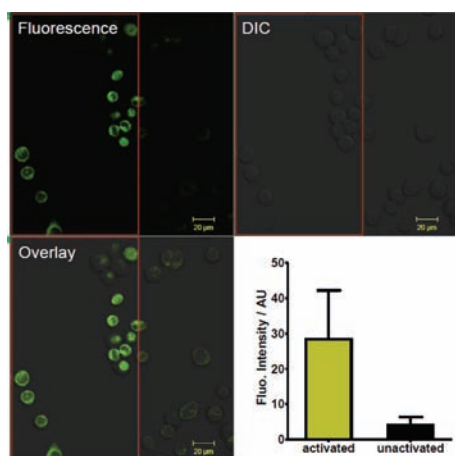 Fluorescence
DIC
20 µm
20 µm
Overlay
20 µm
Fluo. Intensity / AU
50
40
30
20
10
0
activated
unactivated